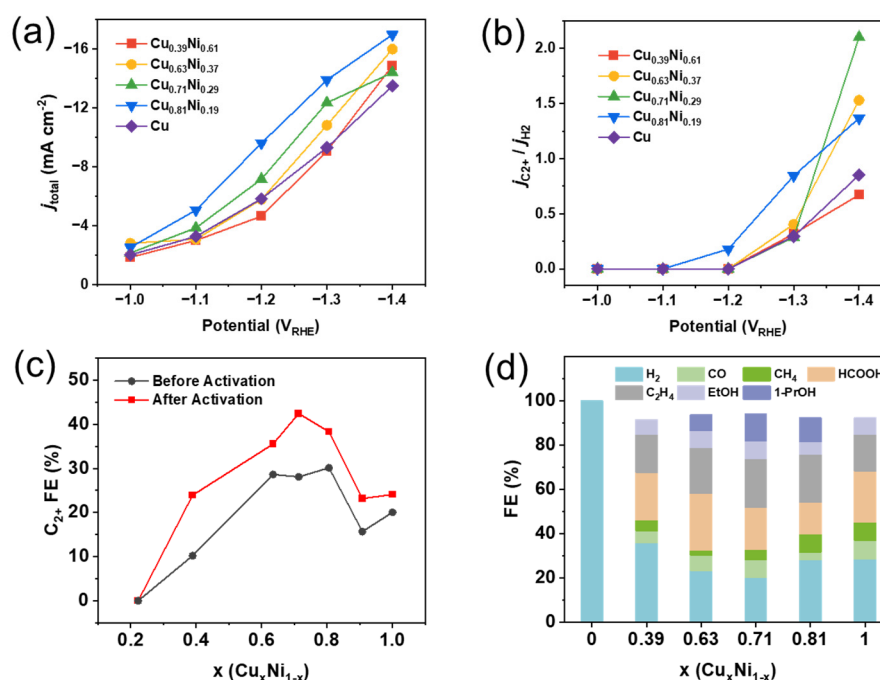 (a)
Cu0.39Ni0.61
Cu0.63Ni0.37
Cu0.71Ni0.29
Cu0.81Ni0.19
Cu
jtotal (mA cm−2)
−16
−12
−8
−4
0
−1.0 −1.1 −1.2 −1.3 −1.4
Potential (VRHE)
(b)
Cu0.39Ni0.61
Cu0.63Ni0.37
Cu0.71Ni0.29
Cu0.81Ni0.19
Cu
jC2+ / jH2
2.0
1.5
1.0
0.5
0.0
−1.0 −1.1 −1.2 −1.3 −1.4
Potential (VRHE)
(c)
Before Activation
After Activation
C2+ FE (%)
50
40
30
20
10
0
0.2 0.4 0.6 0.8 1.0
x (CuxNi1-x)
(d)
H2 CO CH4 HCOOH
C2H4 EtOH 1-PrOH
FE (%)
100
80
60
40
20
0
0 0.39 0.63 0.71 0.81 1
x (CuxNi1-x)